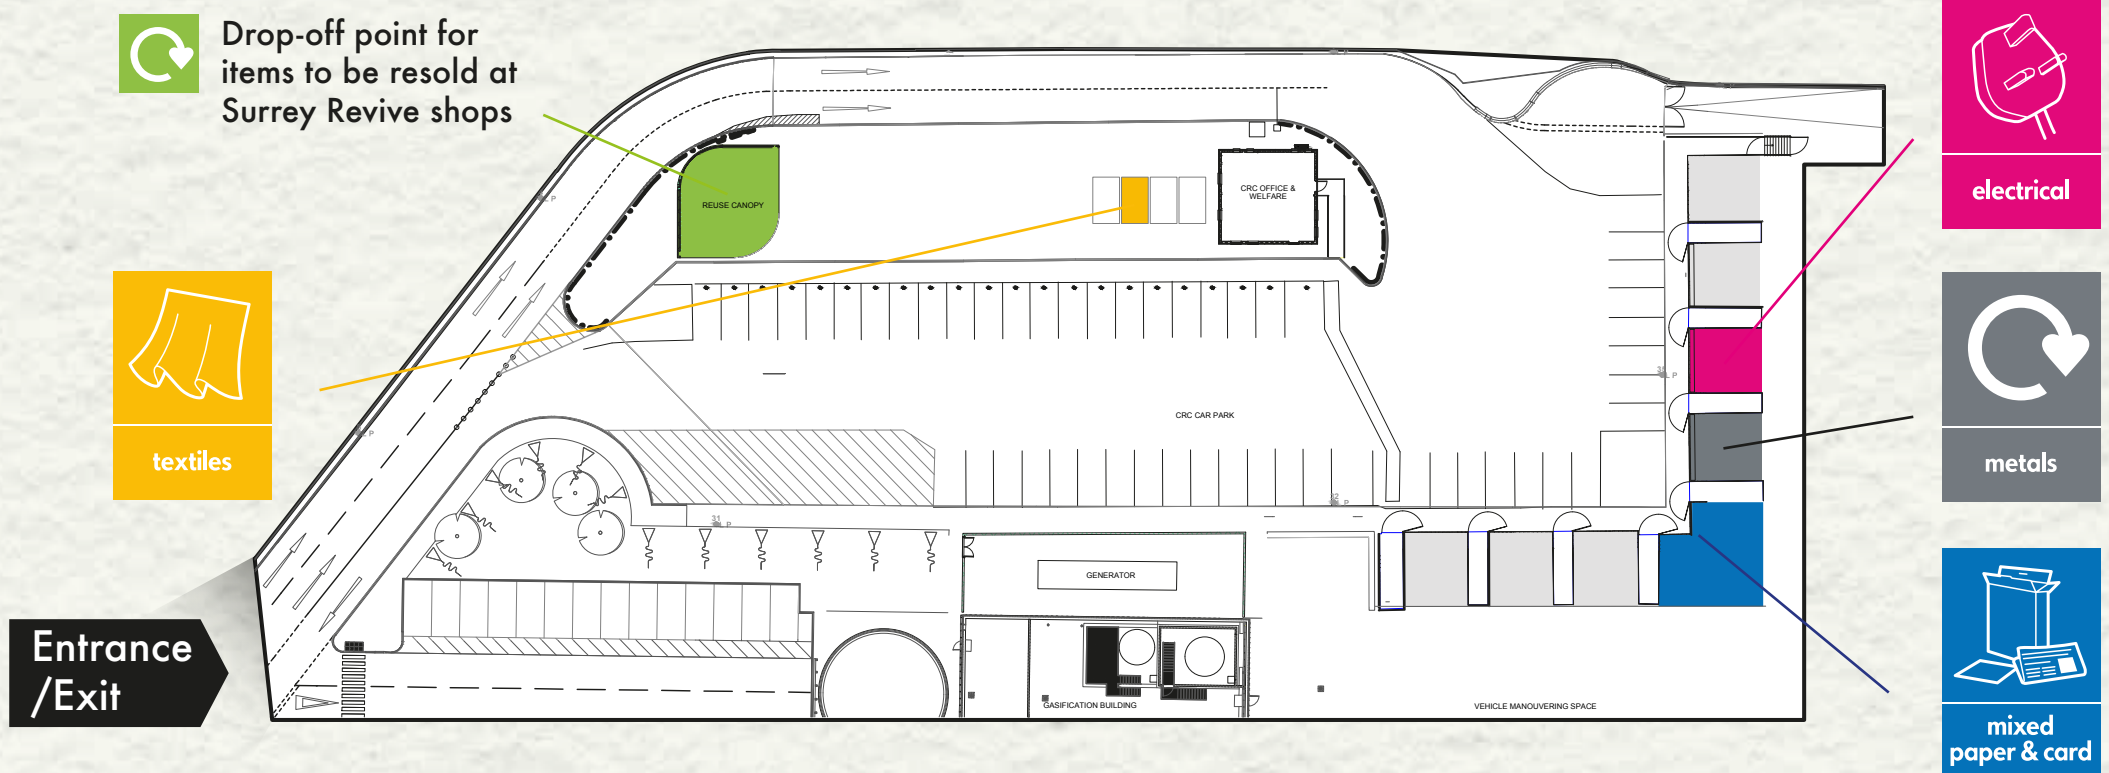 Drop-off point for
items to be resold at
Surrey Revive shops
electrical
REUSE CANOPY
CRC OFFICE &
WELFARE
textiles
CRC CAR PARK
metals
GENERATOR
Entrance
/Exit
GASIFICATION BUILDING
VEHICLE MANOUVERING SPACE
mixed
paper & card